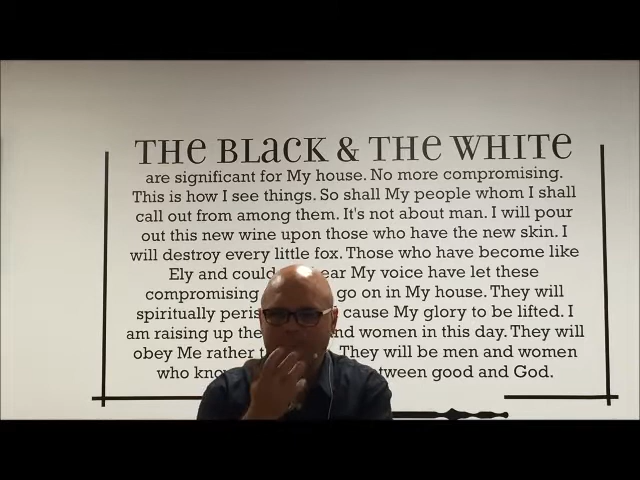 THE BLACK & THE WHITE
are significant for My house. No more compromising.
This is how I see things. So shall My people whom I shall
call out from among them. It's not about man. I will pour
out this new wine upon those who have the new skin. I
will destroy every little fox. Those who have become like
Ely and could ear My voice have let these
compromising go on in My house. They will
spiritually peris cause My glory to be lifted. I
am raising up the nd women in this day. They will
obey Me rather t They will be men and women
who kno tween good and God.